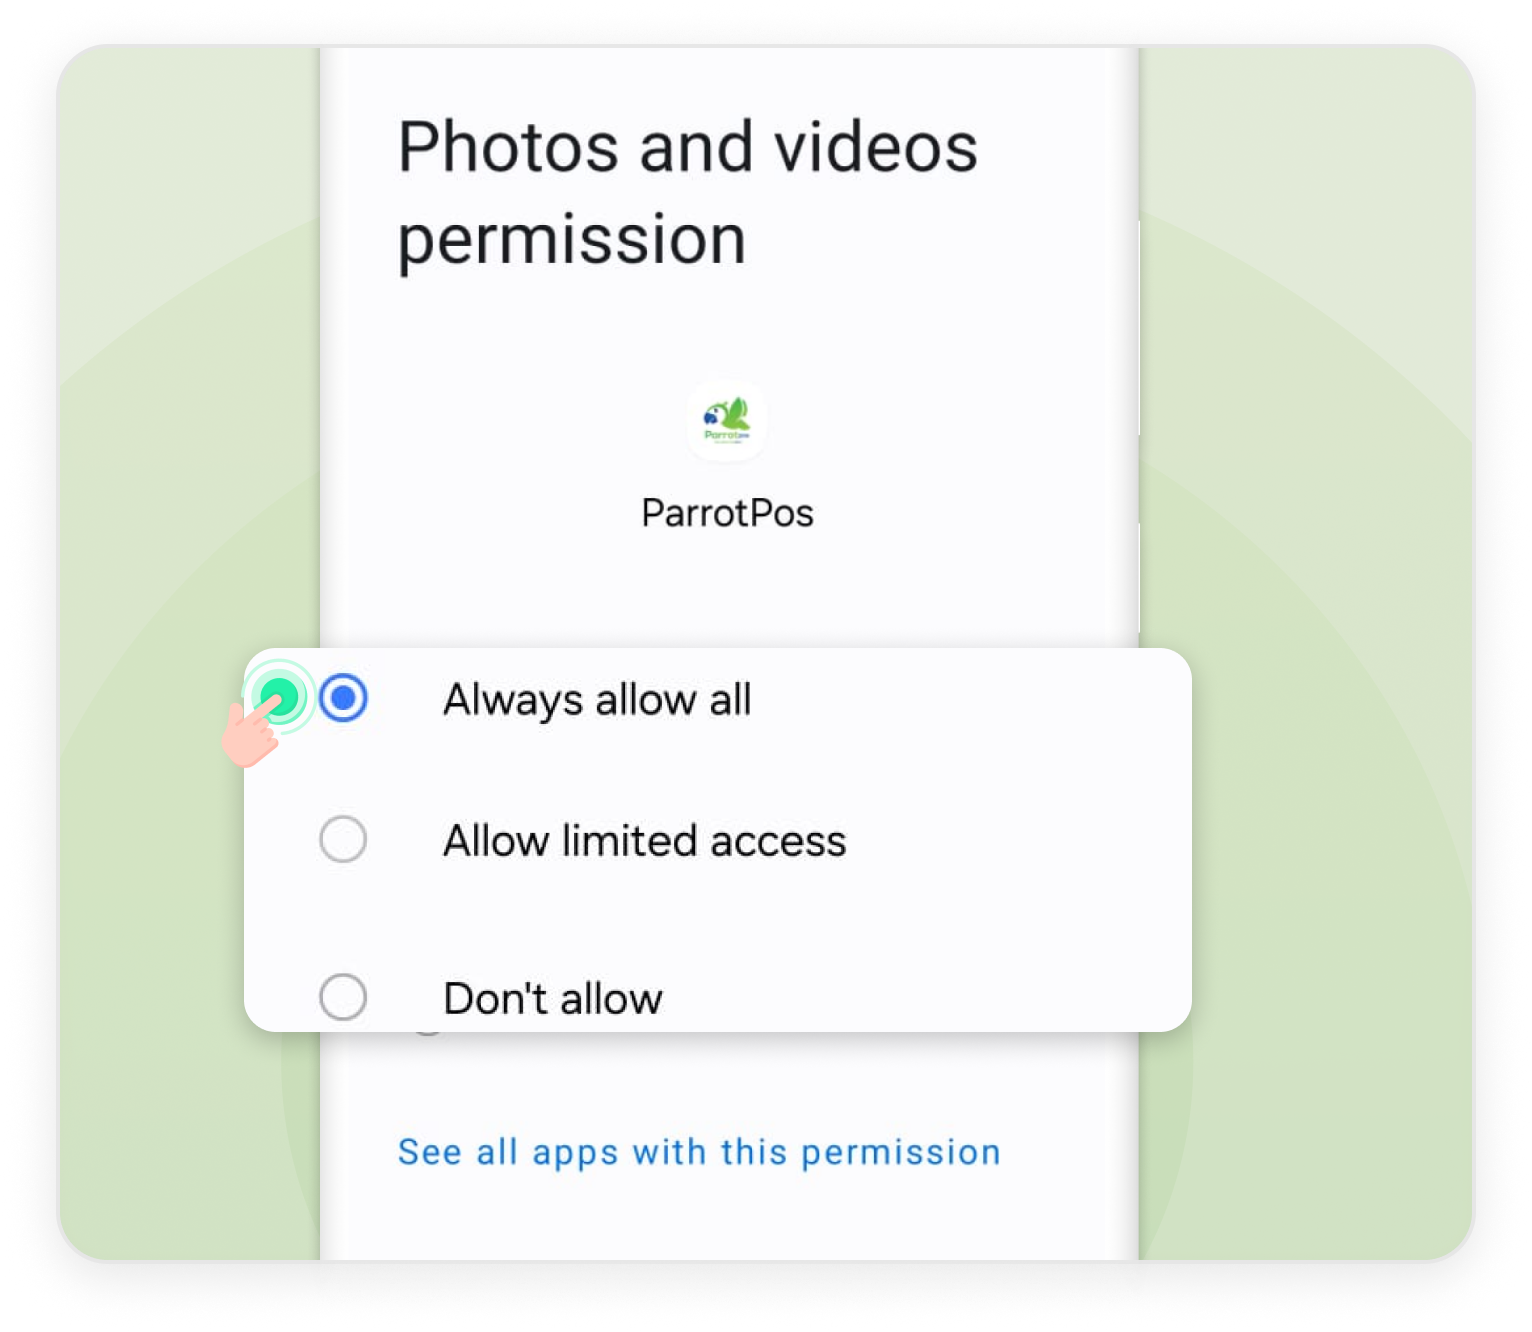 Photos and videos
permission
Parrot
ParrotPos
Always allow all
Allow limited access
Don't allow
See all apps with this permission